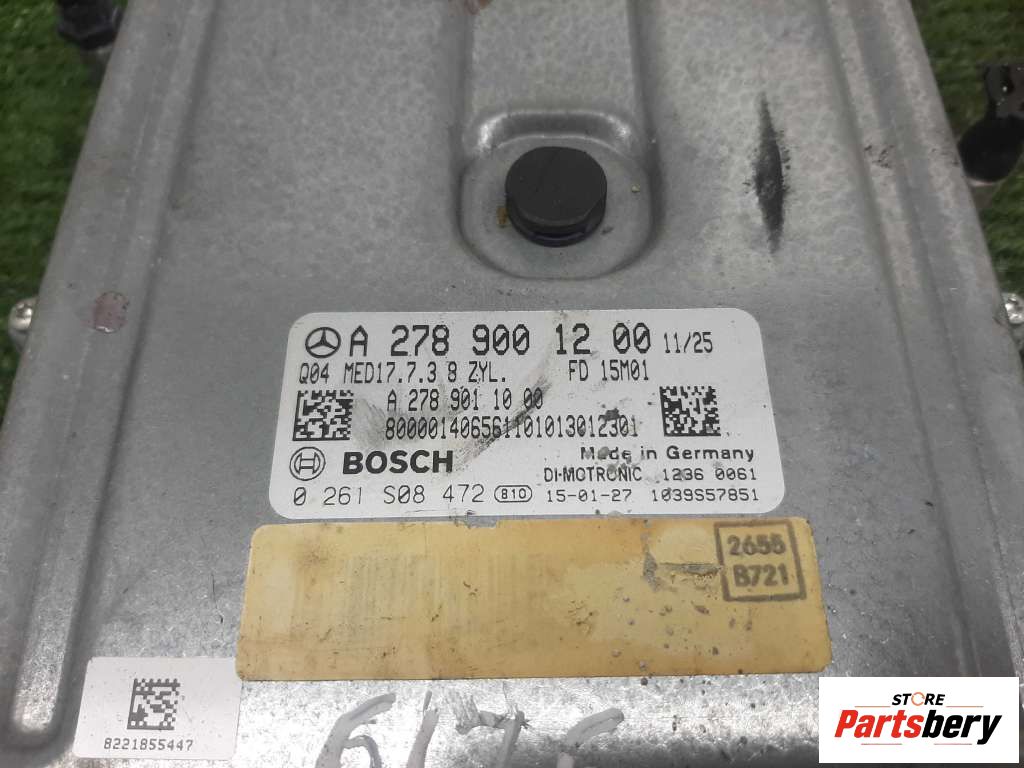 A 278 900 12 00 11/25
Q04 MED17.7.3 8 ZYL. FD 15M01
A 278 901 10 00
800001406561101013012301
Made in Germany
BOSCH
DI-MOTRONIC 1236 0061
0 261 S08 472 810 15-01-27 1039S57851
2655
B721
8221855447
STORE
Partsbery